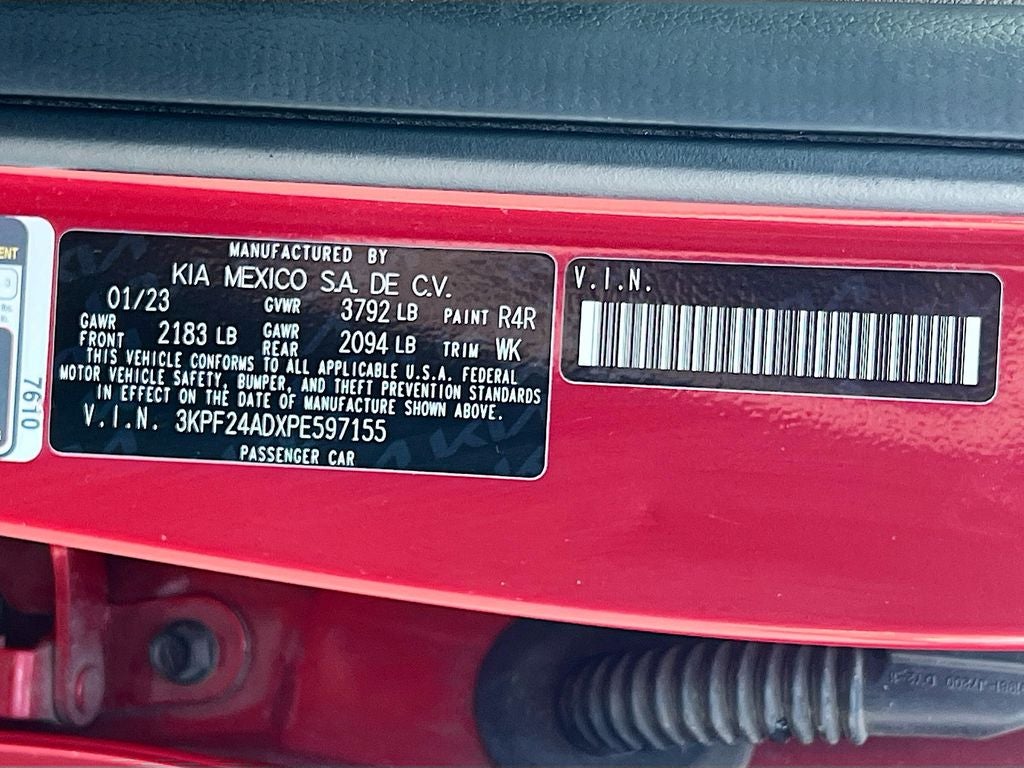 MANUFACTURED BY
KIA MEXICO S.A. DE C.V.
01/23 GVWR 3792 LB PAINT R4R
GAWR FRONT 2183 LB GAWR REAR 2094 LB TRIM WK
THIS VEHICLE CONFORMS TO ALL APPLICABLE U.S.A. FEDERAL
MOTOR VEHICLE SAFETY, BUMPER, AND THEFT PREVENTION STANDARDS
IN EFFECT ON THE DATE OF MANUFACTURE SHOWN ABOVE.
V.I.N. 3KPF24ADXPE597155
PASSENGER CAR
V.I.N.
7610